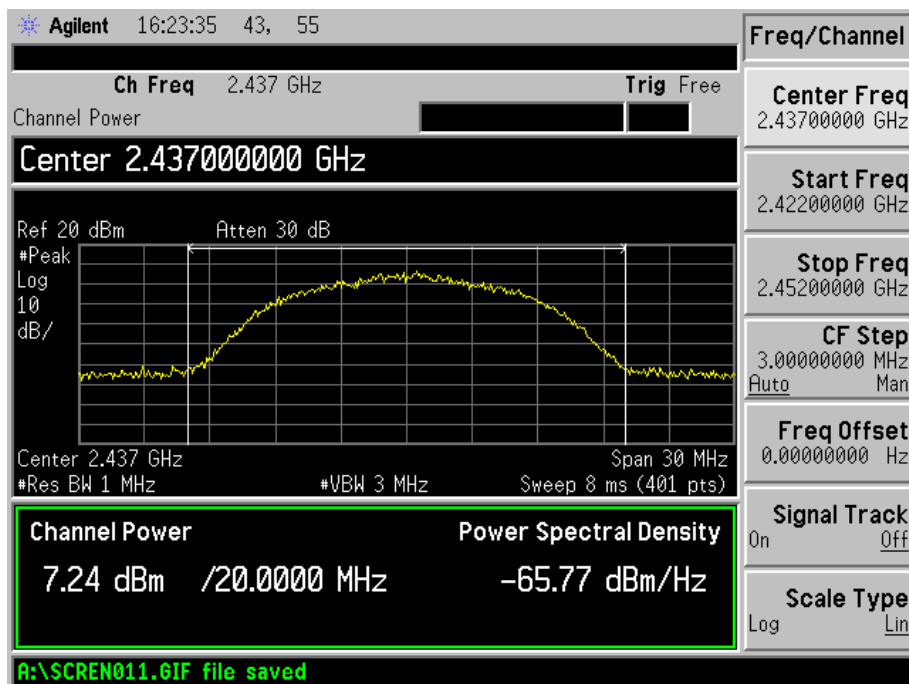 Agilent 16:23:35 43, 55
Ch Freq 2.437 GHz Trig Free
Channel Power
Center 2.437000000 GHz
Ref 20 dBm Atten 30 dB
#Peak
Log
10
dB/
Center 2.437 GHz Span 30 MHz
#Res BW 1 MHz #VBW 3 MHz Sweep 8 ms (401 pts)
Channel Power Power Spectral Density
7.24 dBm /20.0000 MHz -65.77 dBm/Hz
A:\SCREN011.GIF file saved
Freq/Channel
Center Freq
2.43700000 GHz
Start Freq
2.42200000 GHz
Stop Freq
2.45200000 GHz
CF Step
3.00000000 MHz
Auto Man
Freq Offset
0.00000000 Hz
Signal Track
On Off
Scale Type
Log Lin